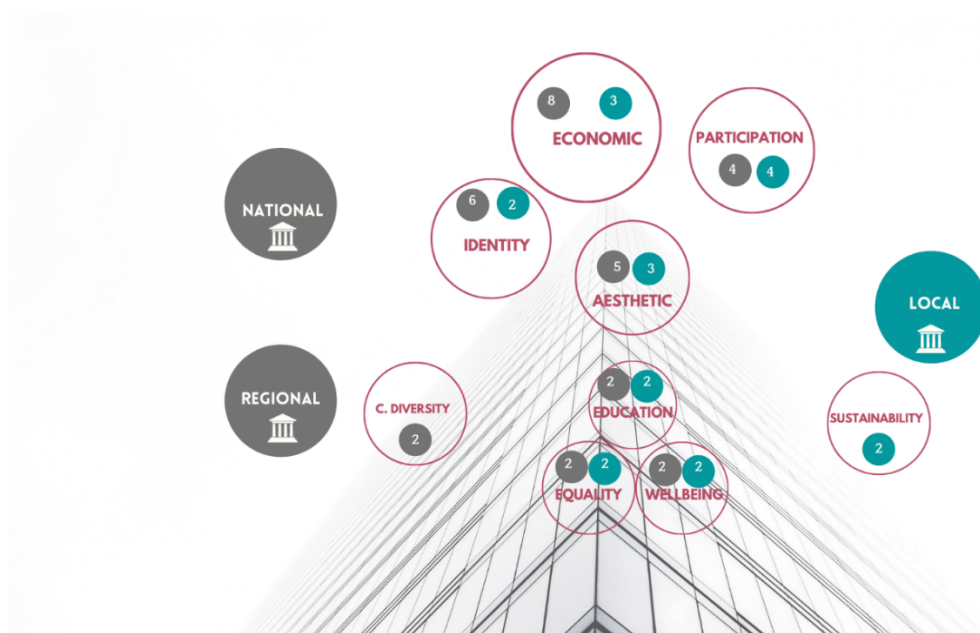 8 3
ECONOMIC
PARTICIPATION
4 4
NATIONAL
6 2
IDENTITY
5 3
AESTHETIC
LOCAL
REGIONAL
C. DIVERSITY
2
2 2
EDUCATION
SUSTAINABILITY
2
2 2
EQUALITY
2 2
WELLBEING